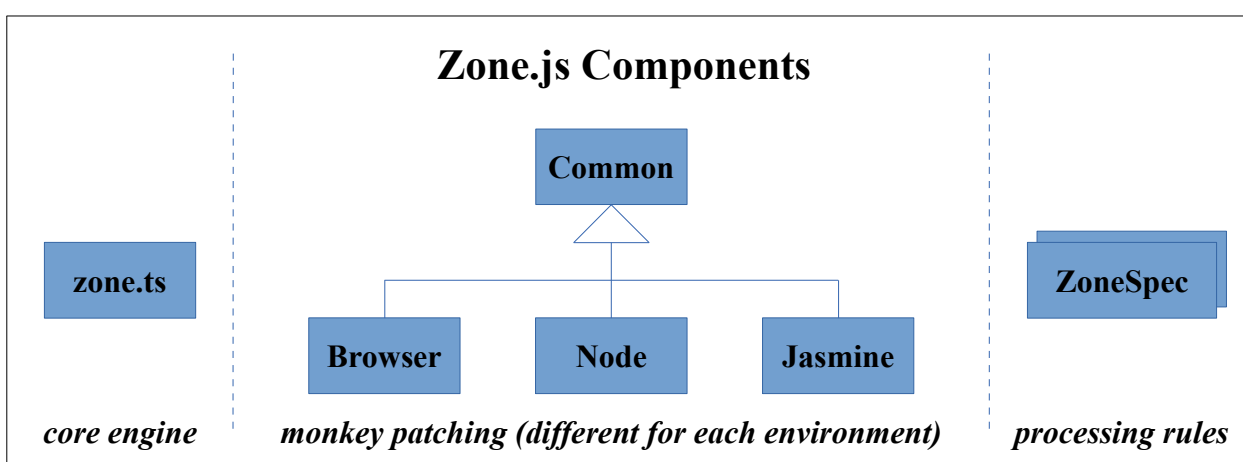 Zone.js Components
Common
zone.ts
ZoneSpec
Browser
Node
Jasmine
core engine
monkey patching (different for each environment)
processing rules